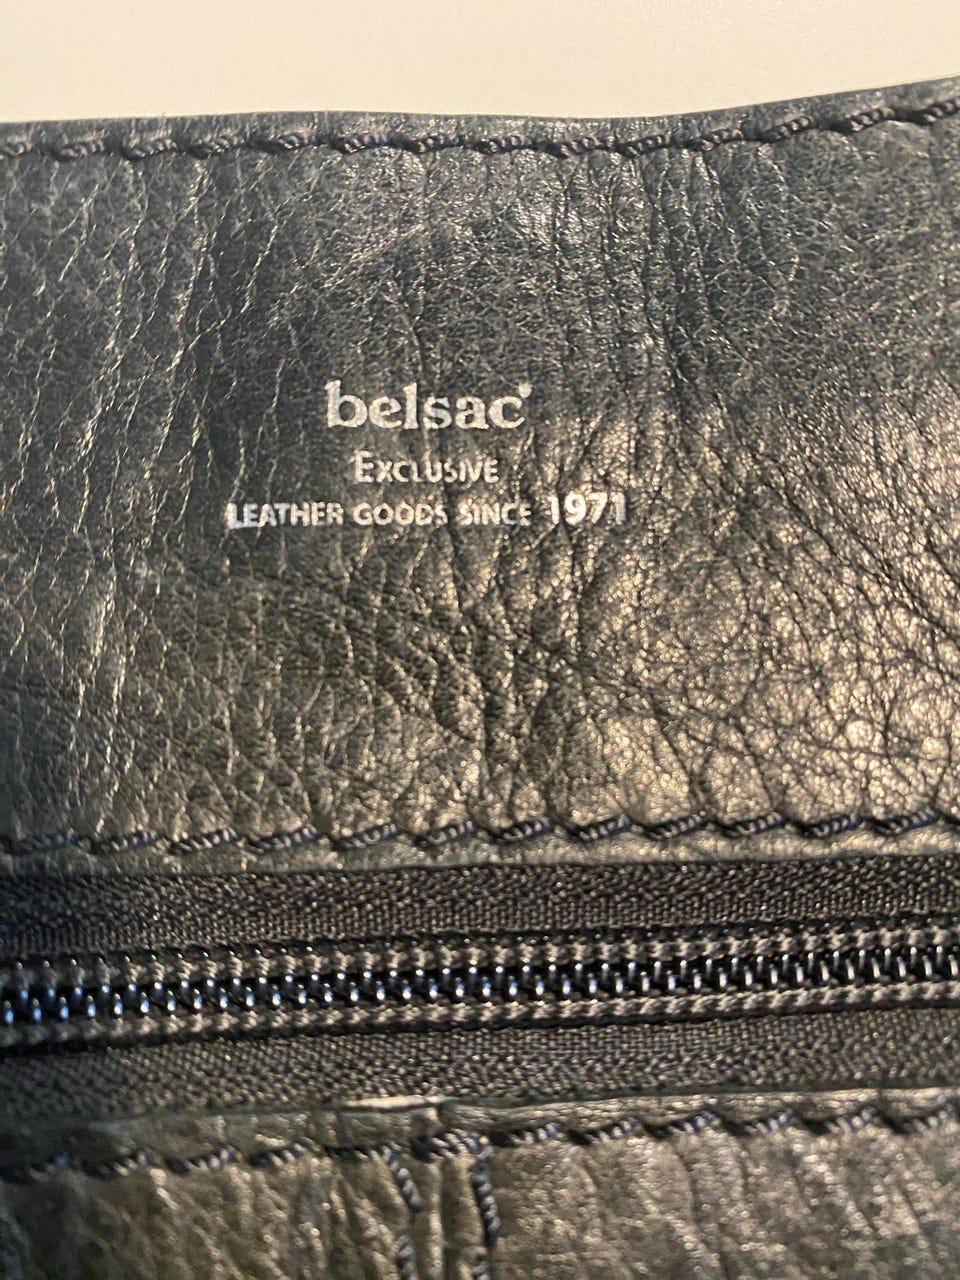 belsac
EXCLUSIVE
LEATHER GOODS SINCE 1971